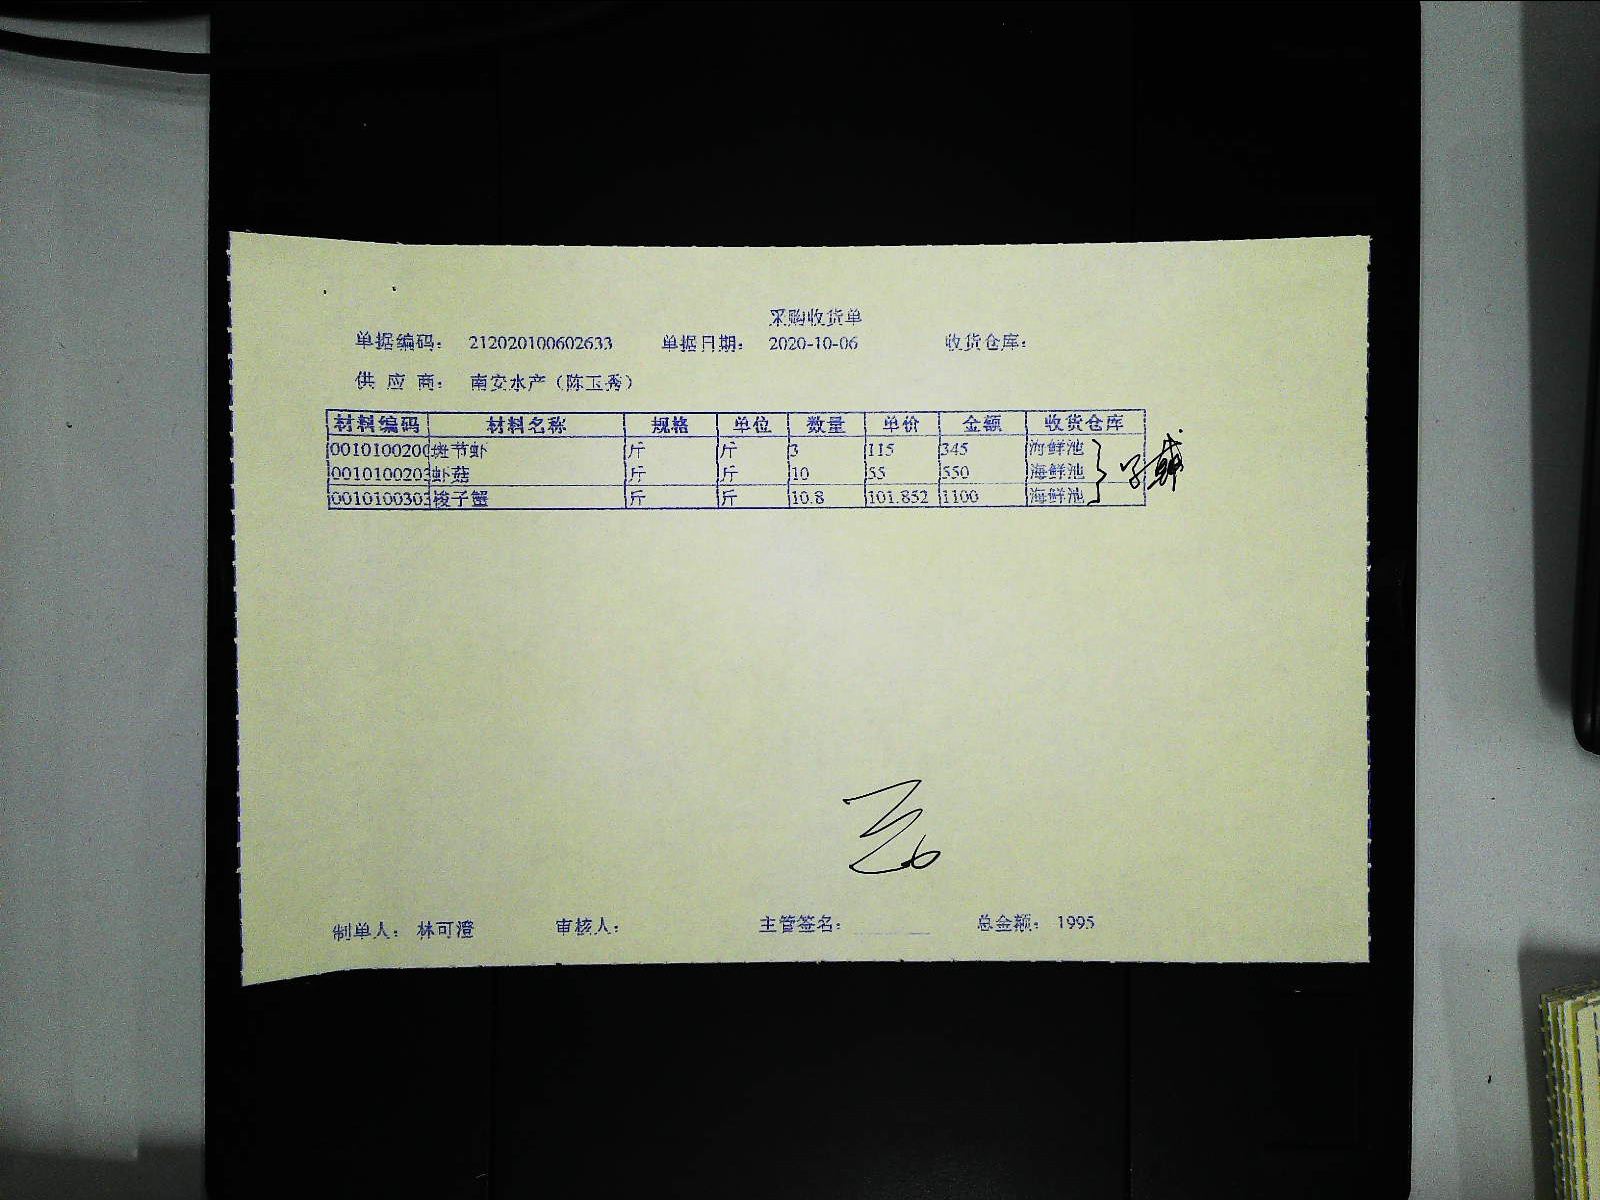 采购收货单
单据编码： 212020100602633 单据日期： 2020-10-06 收货仓库：
供 应 商： 南安水产（陈玉秀）
材料编码 材料名称 规格 单位 数量 单价 金额 收货仓库
0010100200 斑节虾 斤 斤 3 115 345 海鲜池
0010100203 虾菇 斤 斤 10 55 550 海鲜池
0010100303 梭子蟹 斤 斤 10.8 101.852 1100 海鲜池
制单人： 林可澄 审核人： 主管签名： 总金额： 1995